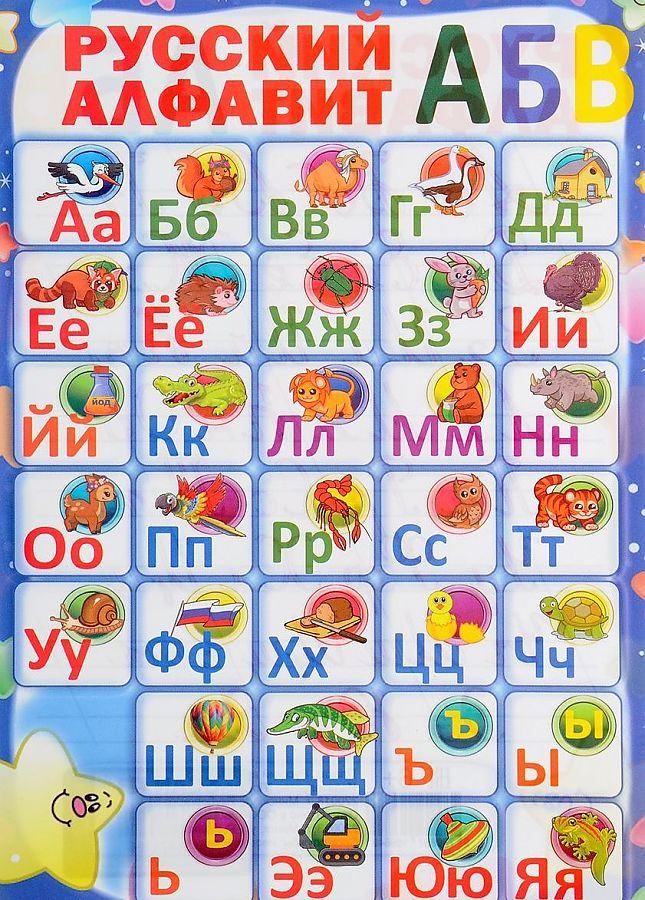 РУССКИЙ
АЛФАВИТ
АБВ
Аа Бб Вв Гг Дд
Ее Ёё Жж Зз Ии
йод
Йй Кк Лл Мм Нн
Оо Пп Рр Сс Тт
Уу Фф Хх Цц Чч
Ъ Ы
Шш Щщ Ъ Ы
Ь
Ь Ээ Юю Яя